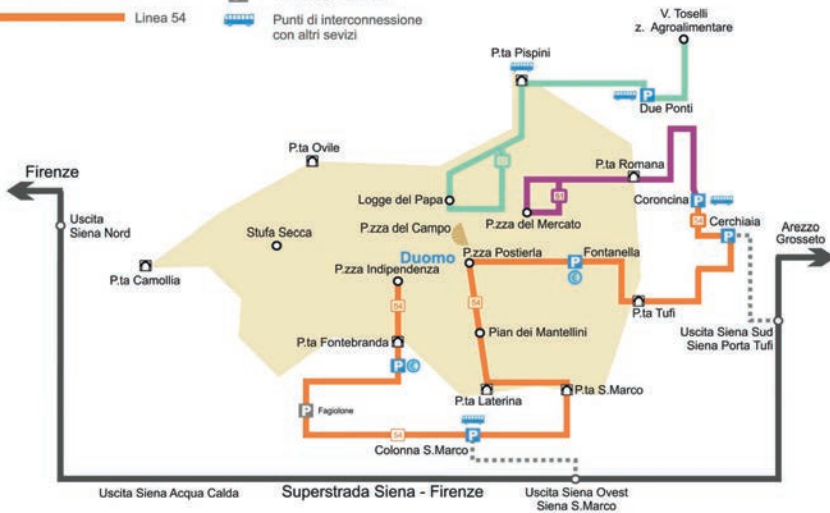 Linea 54
Punti di interconnessione
con altri sevizi
V. Toselli
z. Agroalimentare
P.ta Pispini
P
Due Ponti
P.ta Ovile
P.ta Romana
Firenze
51
Logge del Papa
Coroncina
P
P.zza del Mercato
54
Cerchiaia
Uscita
Siena Nord
Stufa Secca
P.zza del Campo
P
Arezzo
Grosseto
Duomo
P.zza Postierla
Fontanella
P.ta Camollia
P.zza Indipendenza
P
54
54
P.ta Tufi
P.ta Fontebranda
Pian dei Mantellini
Uscita Siena Sud
Siena Porta Tufi
P
P.ta Laterina
P.ta S.Marco
P
Fagiolone
54
P
Colonna S.Marco
Uscita Siena Acqua Calda
Superstrada Siena - Firenze
Uscita Siena Ovest
Siena S.Marco